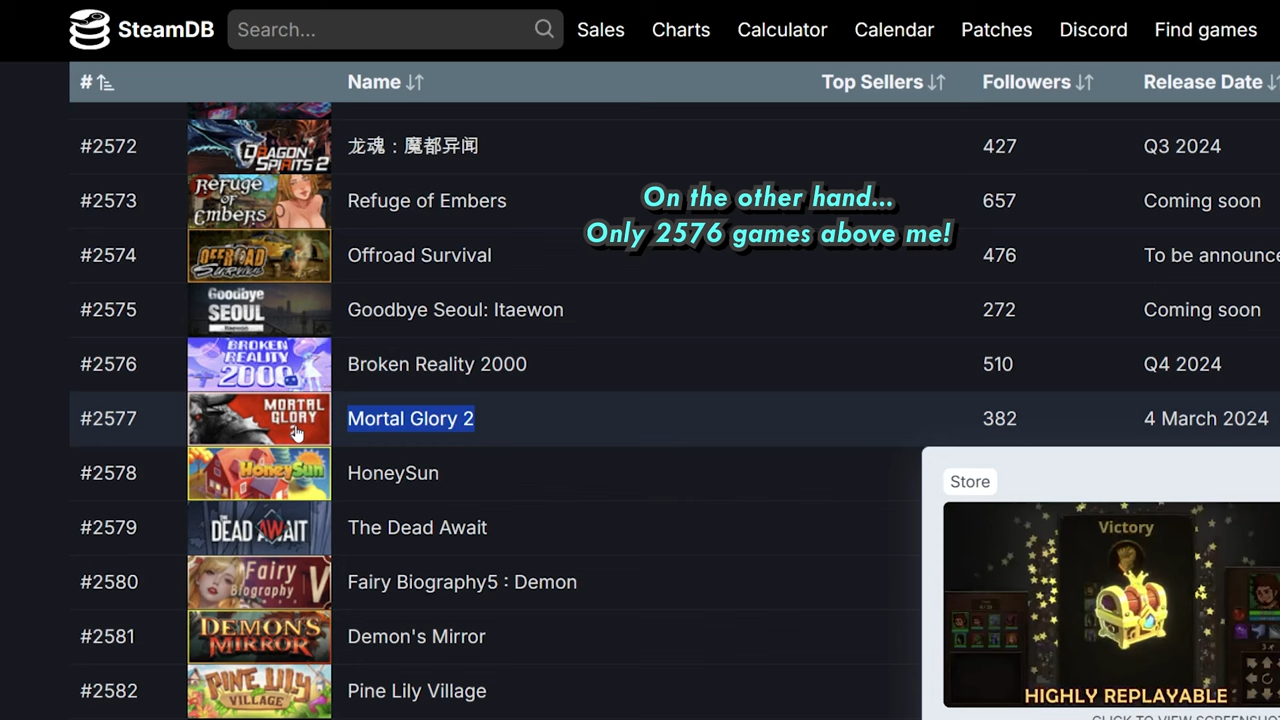 SteamDB Search... Sales Charts Calculator Calendar Patches Discord Find games
# Name Top Sellers Followers Release Date
#2572 DRAGON SPIRITS 2 龙魂：魔都异闻 427 Q3 2024
On the other hand...
#2573 Refuge of Embers Refuge of Embers 657 Coming soon
Only 2576 games above me!
#2574 OFFROAD SURVIVAL Offroad Survival 476 To be announce
#2575 Goodbye SEOUL Goodbye Seoul: Itaewon 272 Coming soon
#2576 BROKEN REALITY 2000 Broken Reality 2000 510 Q4 2024
#2577 MORTAL GLORY 2 Mortal Glory 2 382 4 March 2024
#2578 HoneySun HoneySun
Store
#2579 THE DEAD AWAIT The Dead Await
Victory
#2580 Fairy Biography V Fairy Biography5 : Demon
#2581 DEMON'S MIRROR Demon's Mirror
#2582 PINE LILY VILLAGE Pine Lily Village
HIGHLY REPLAYABLE